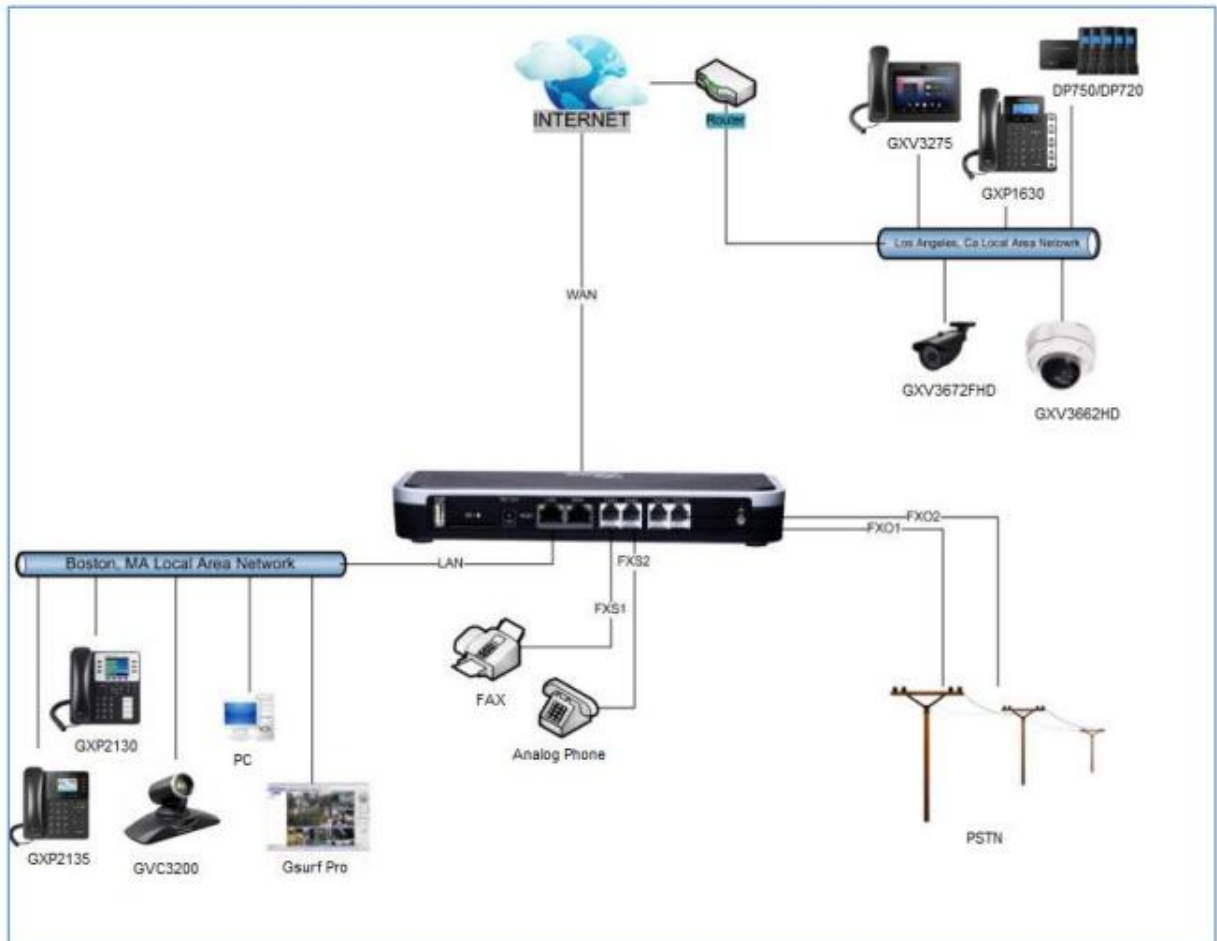 INTERNET
Router
DP750/DP720
GXV3275
GXP1630
Los Angeles, Ca Local Area Netowrk
WAN
GXV3672FHD
GXV3662HD
FXO2
FXO1
Boston, MA Local Area Network
LAN
FXS2
FXS1
FAX
GXP2130
PC
Analog Phone
GXP2135
GVC3200
Gsurf Pro
PSTN